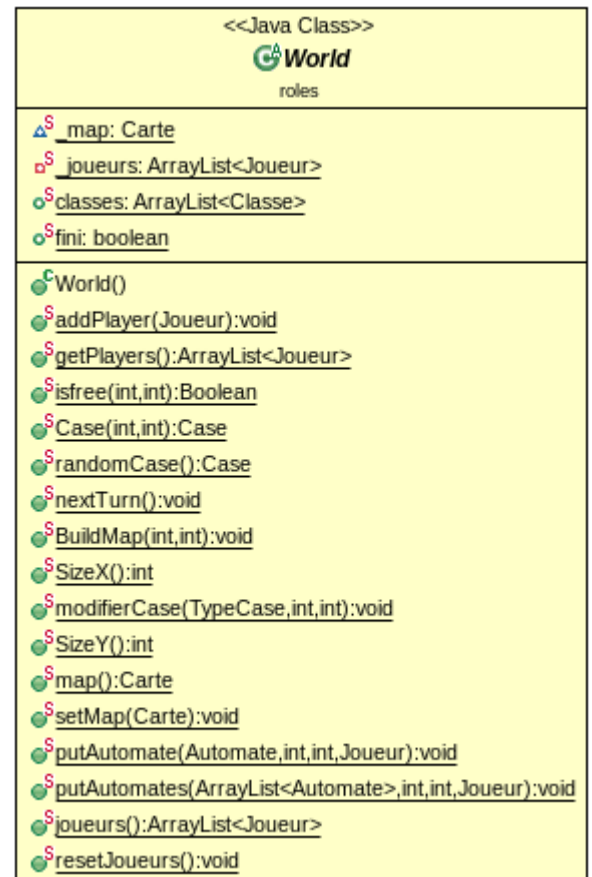 <<Java Class>>
World
roles
_map: Carte
_joueurs: ArrayList<Joueur>
classes: ArrayList<Classe>
fini: boolean
World()
addPlayer(Joueur):void
getPlayers():ArrayList<Joueur>
isfree(int,int):Boolean
Case(int,int):Case
randomCase():Case
nextTurn():void
BuildMap(int,int):void
SizeX():int
modifierCase(TypeCase,int,int):void
SizeY():int
map():Carte
setMap(Carte):void
putAutomate(Automate,int,int,Joueur):void
putAutomates(ArrayList<Automate>,int,int,Joueur):void
joueurs():ArrayList<Joueur>
resetJoueurs():void